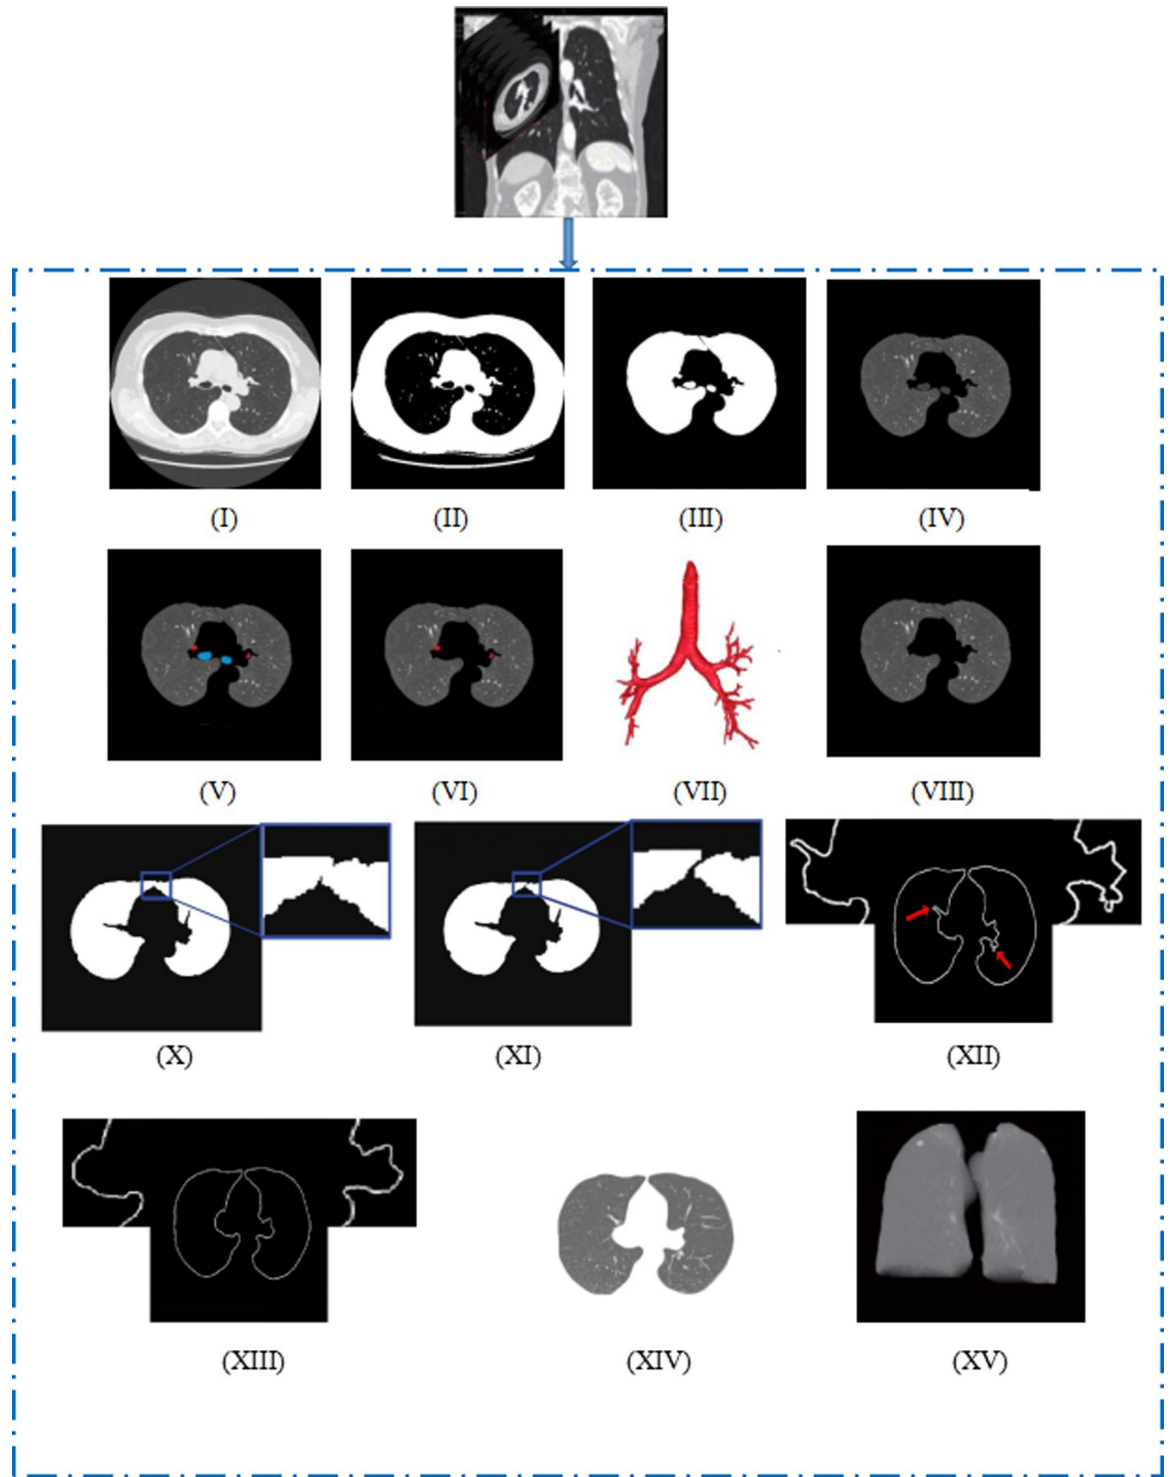 (I) (II) (III) (IV)
(V) (VI) (VII) (VIII)
(X) (XI) (XII)
(XIII) (XIV) (XV)